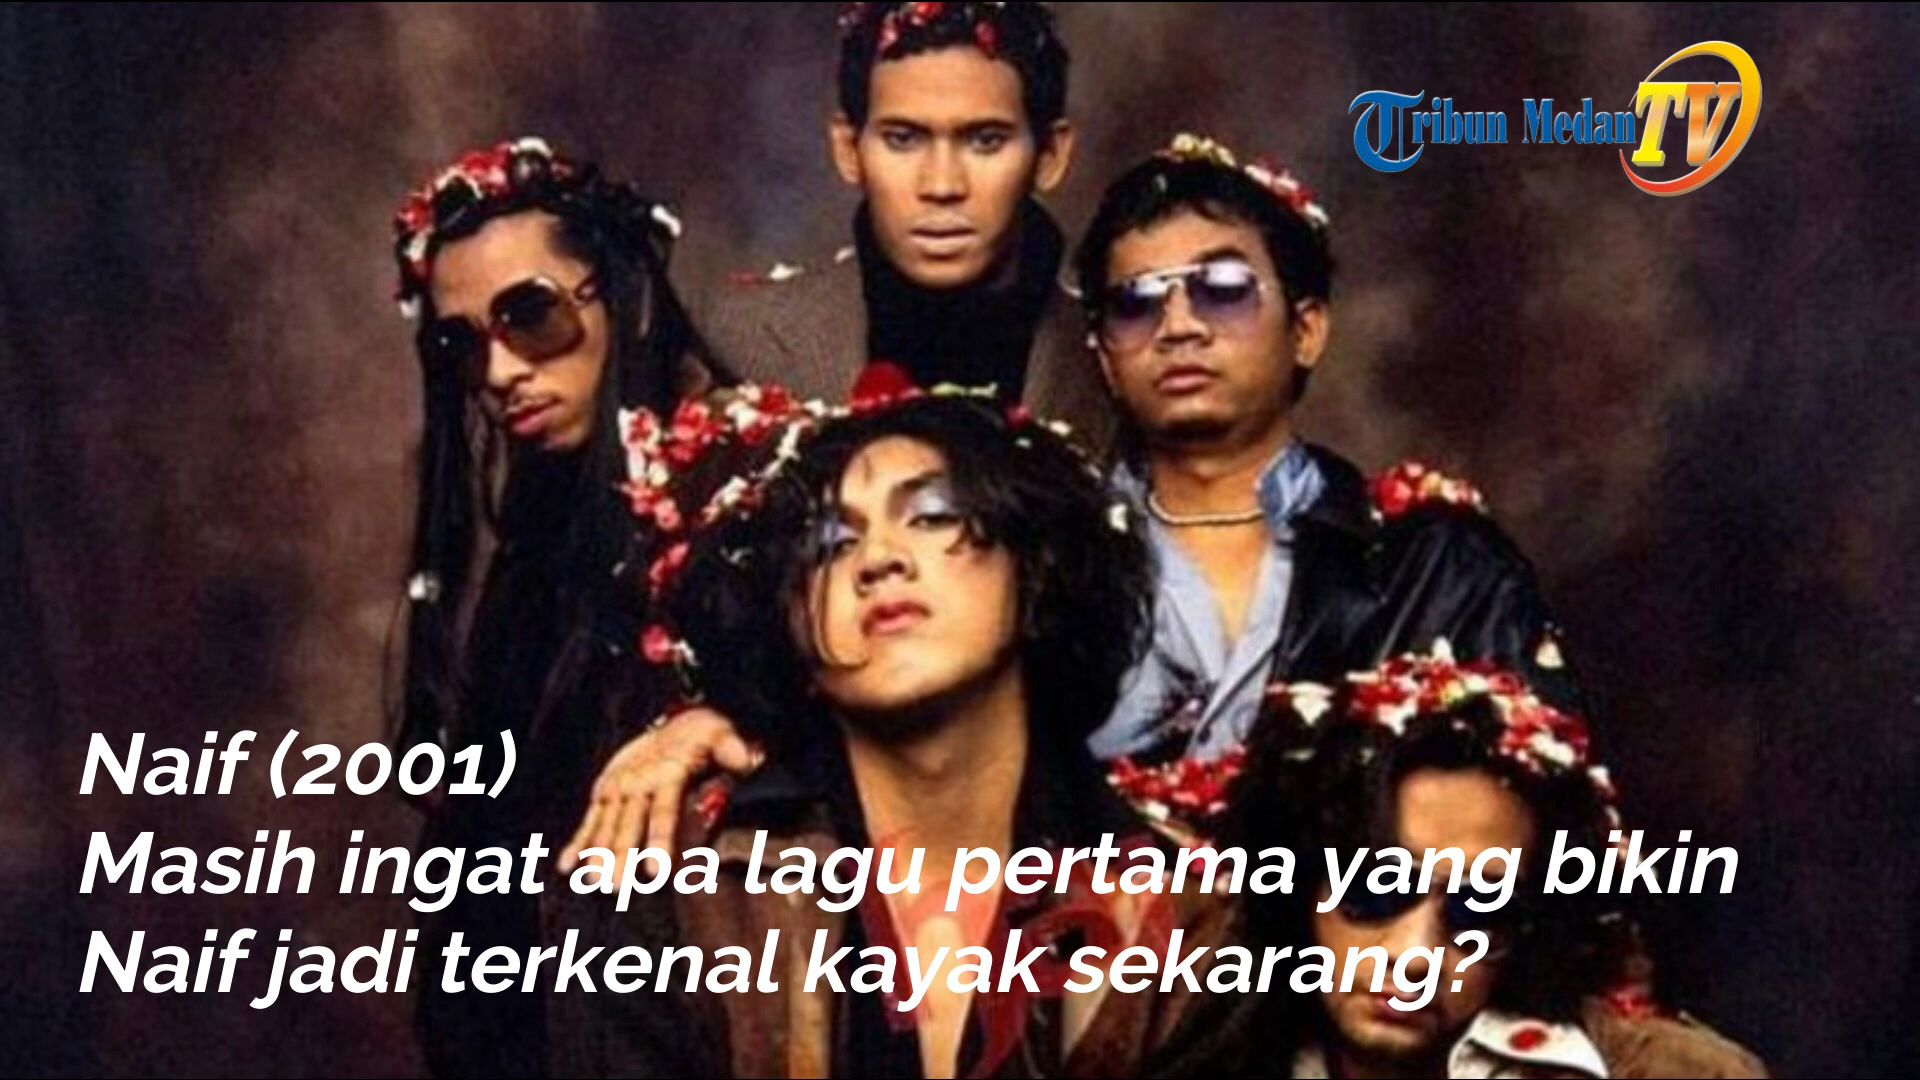 Tribun Medan TV
Naif (2001)
Masih ingat apa lagu pertama yang bikin
Naif jadi terkenal kayak sekarang?